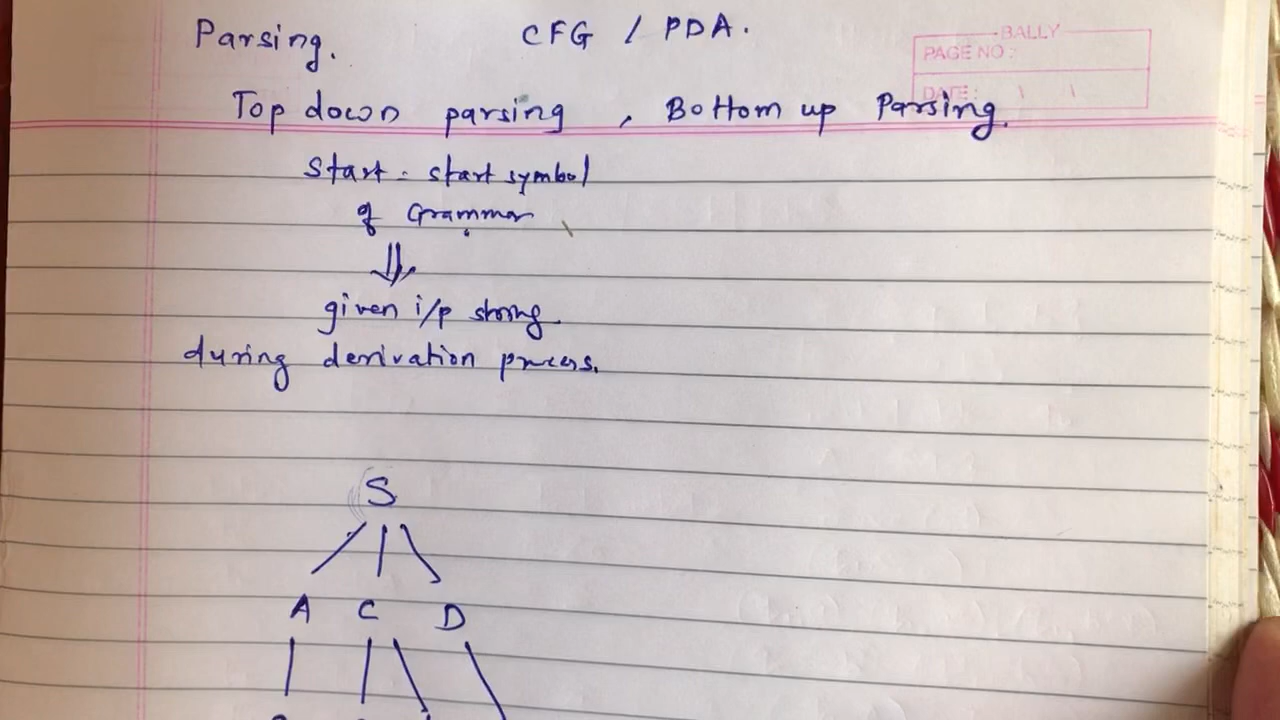 Parsing. CFG / PDA.
BALLY
PAGE NO :
DATE :
Top down parsing , Bottom up Parsing.
Start - start symbol
of Grammar
⇓
given i/p string.
during derivation process.
S
A C D